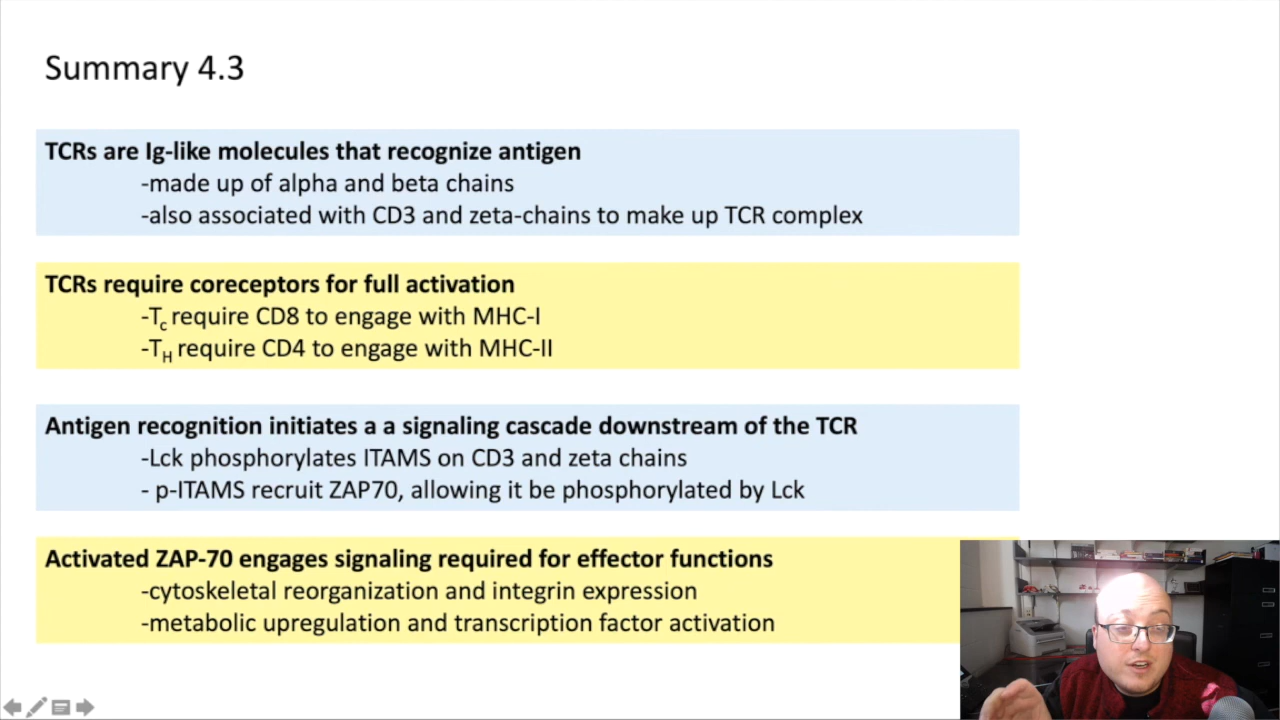 Summary 4.3
TCRs are Ig-like molecules that recognize antigen
-made up of alpha and beta chains
-also associated with CD3 and zeta-chains to make up TCR complex
TCRs require coreceptors for full activation
-Tc require CD8 to engage with MHC-I
-TH require CD4 to engage with MHC-II
Antigen recognition initiates a a signaling cascade downstream of the TCR
-Lck phosphorylates ITAMS on CD3 and zeta chains
- p-ITAMS recruit ZAP70, allowing it be phosphorylated by Lck
Activated ZAP-70 engages signaling required for effector functions
-cytoskeletal reorganization and integrin expression
-metabolic upregulation and transcription factor activation